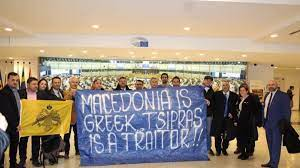 MACEDONIA IS
GREEK TSIPRAS
IS A TRAITOR!!